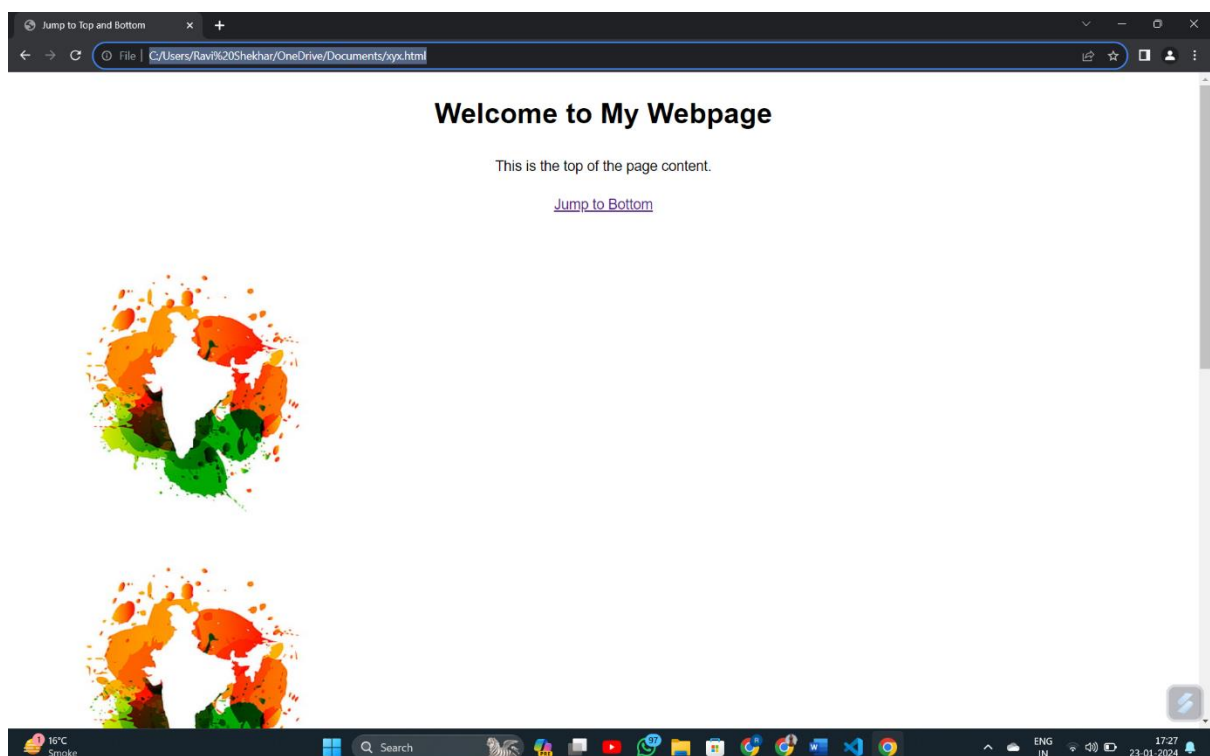 Jump to Top and Bottom
File | C:/Users/Ravi%20Shekhar/OneDrive/Documents/xyx.html
Welcome to My Webpage
This is the top of the page content.
Jump to Bottom
1
16°C
Smoke
Search
97
ENG
IN
17:27
23-01-2024